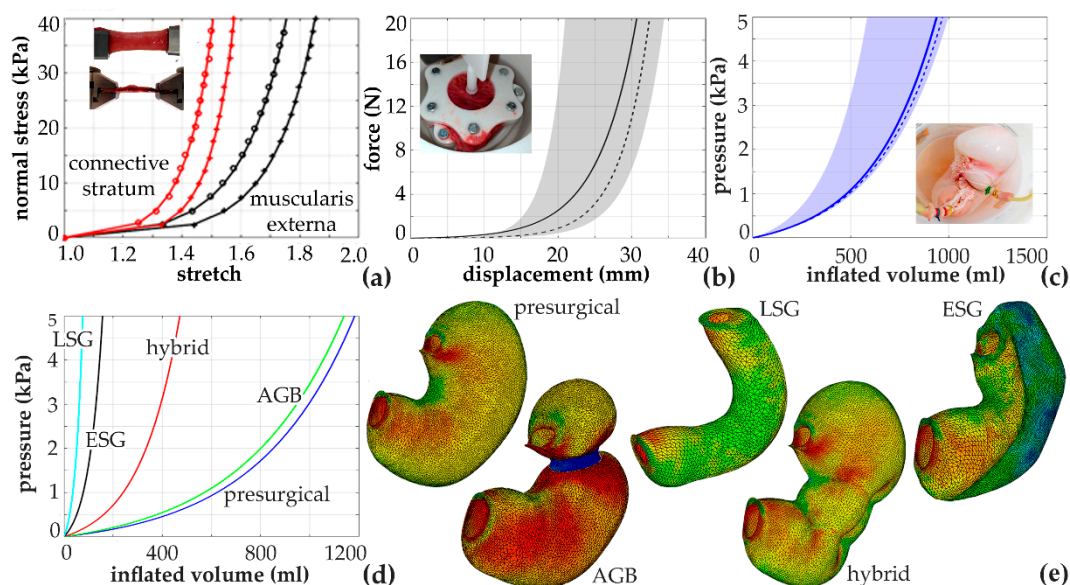 normal stress (kPa)
40
30
20
10
0
connective
stratum
muscularis
externa
1.0
1.2
1.4
1.6
1.8
2.0
stretch
(a)
force (N)
20
16
12
8
4
0
0
10
20
30
40
displacement (mm)
(b)
pressure (kPa)
5
4
3
2
1
0
0
500
1000
1500
inflated volume (ml)
(c)
pressure (kPa)
5
4
3
2
1
0
LSG
hybrid
AGB
ESG
presurgical
0
400
800
1200
inflated volume (ml)
(d)
presurgical
LSG
ESG
AGB
hybrid
(e)